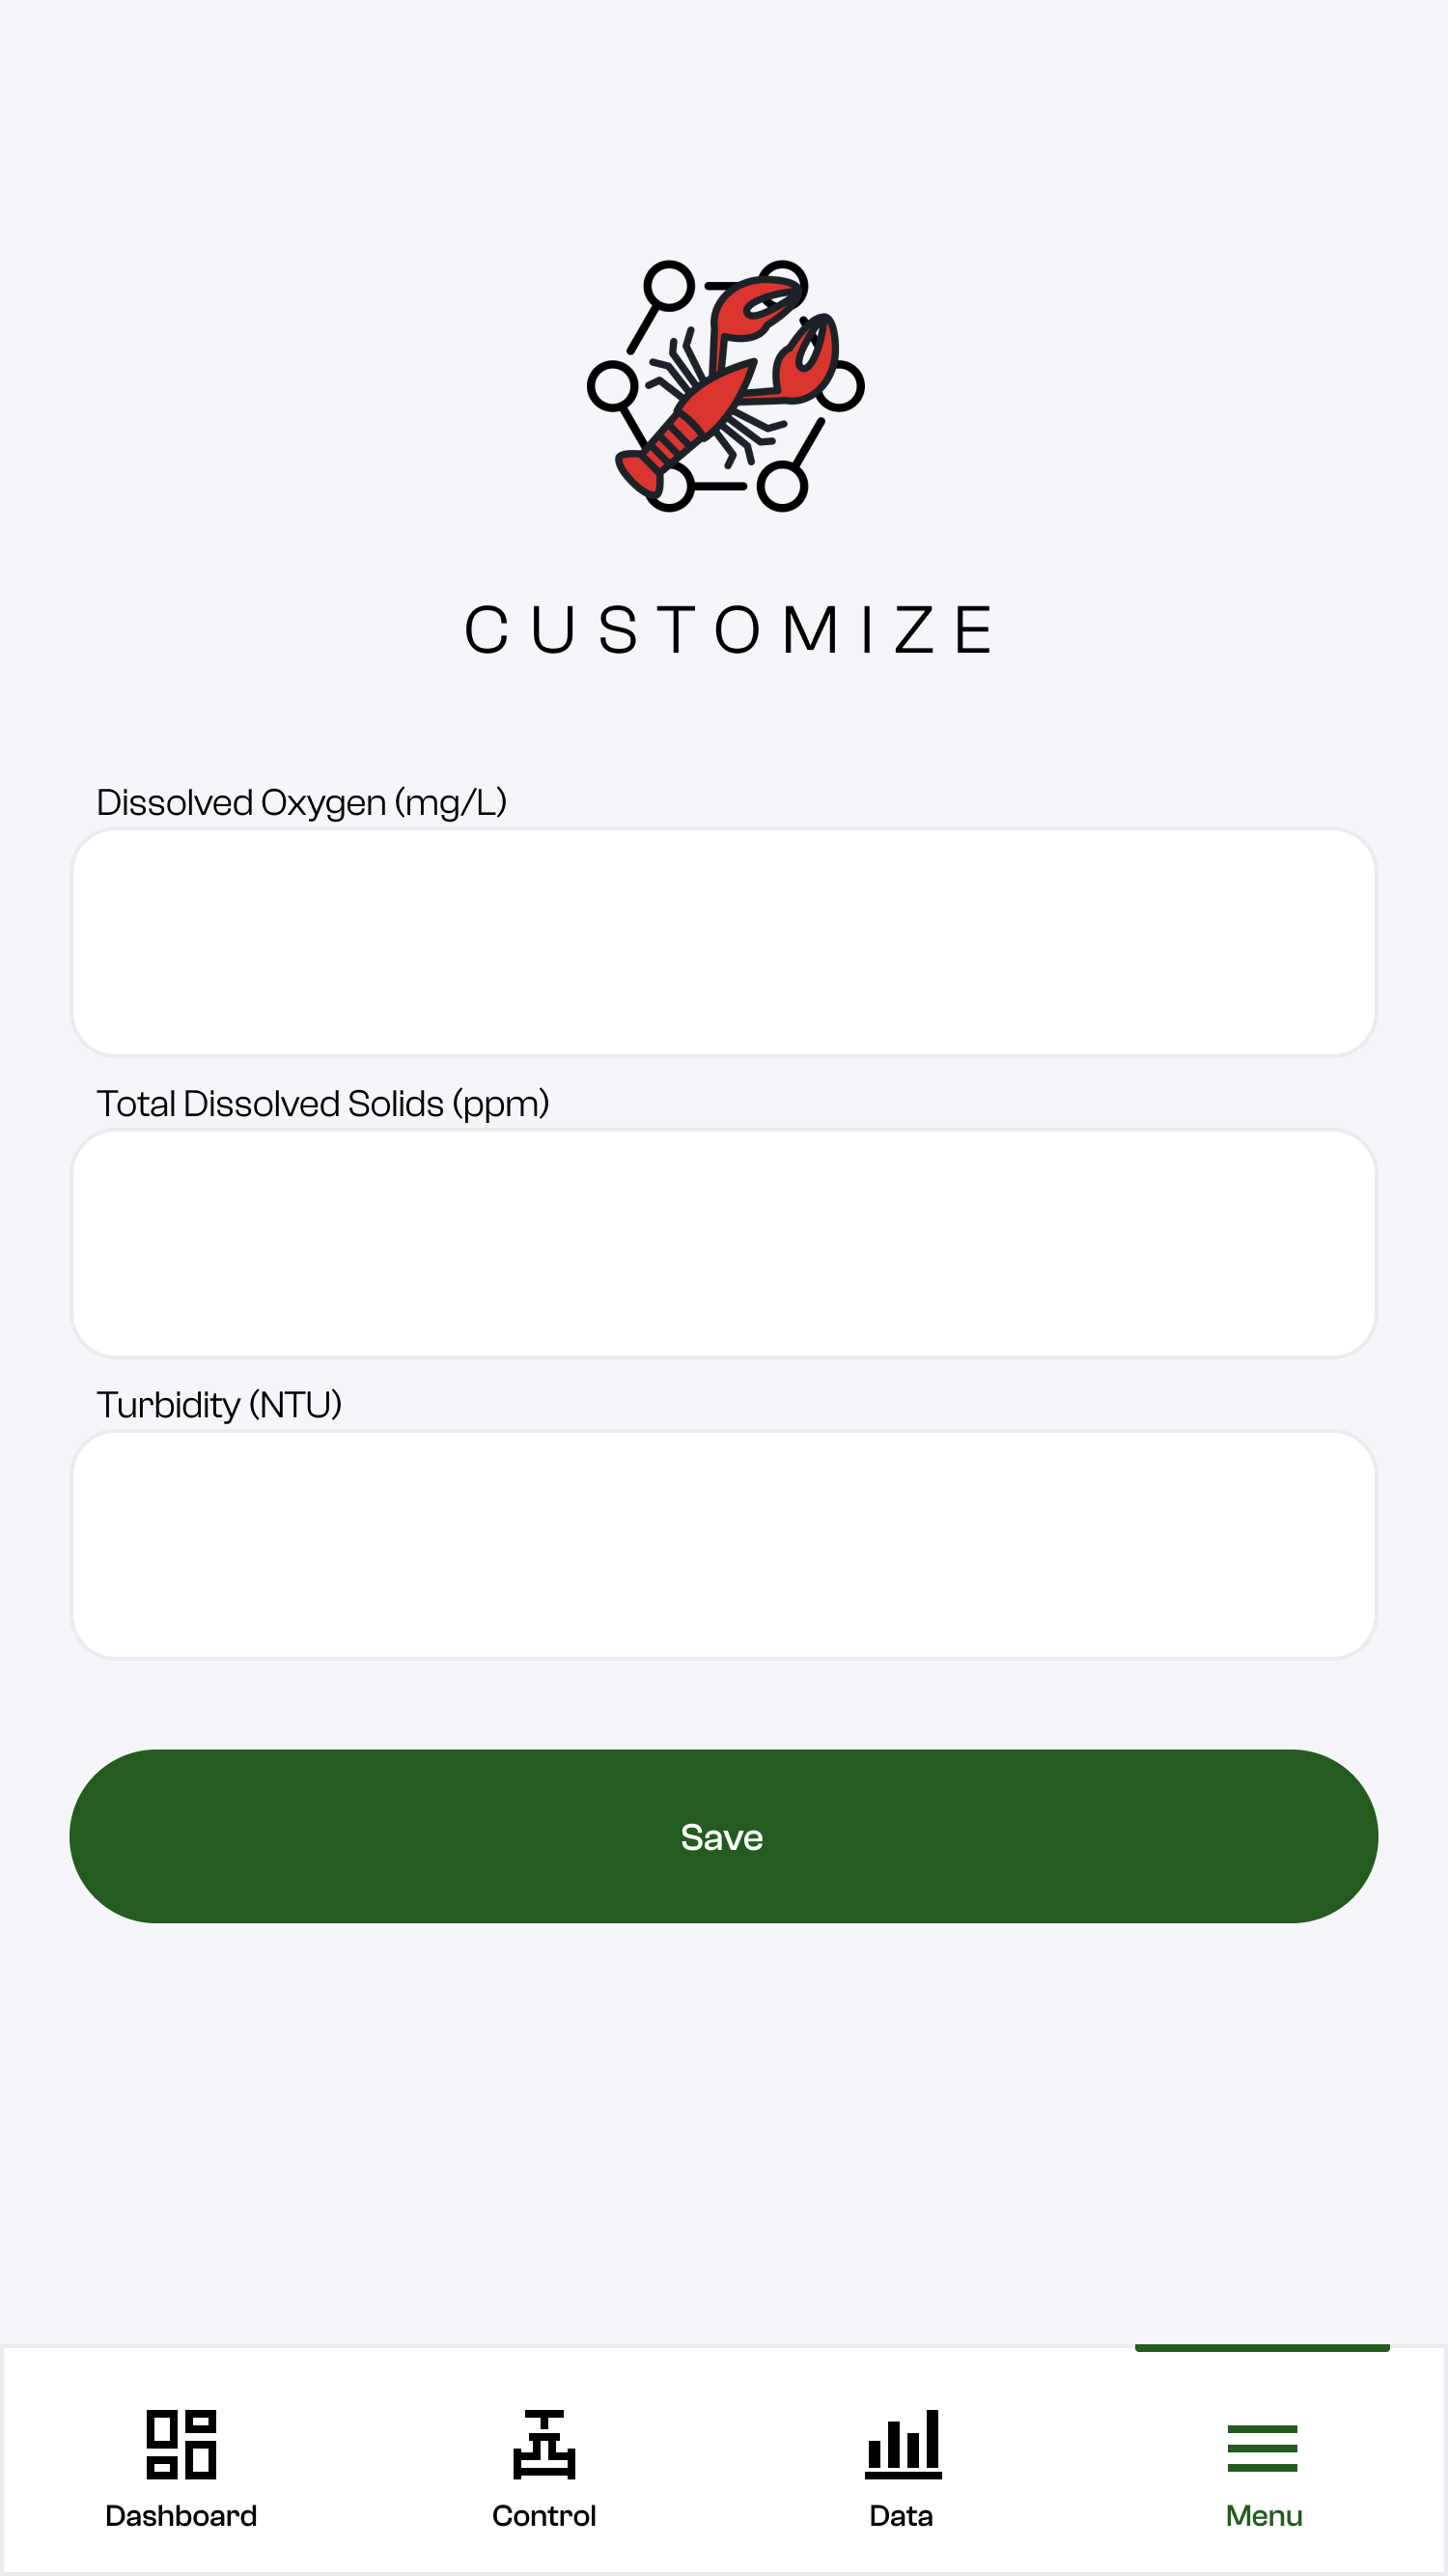 CUSTOMIZE
Dissolved Oxygen (mg/L)
Total Dissolved Solids (ppm)
Turbidity (NTU)
Save
Dashboard
Control
Data
Menu